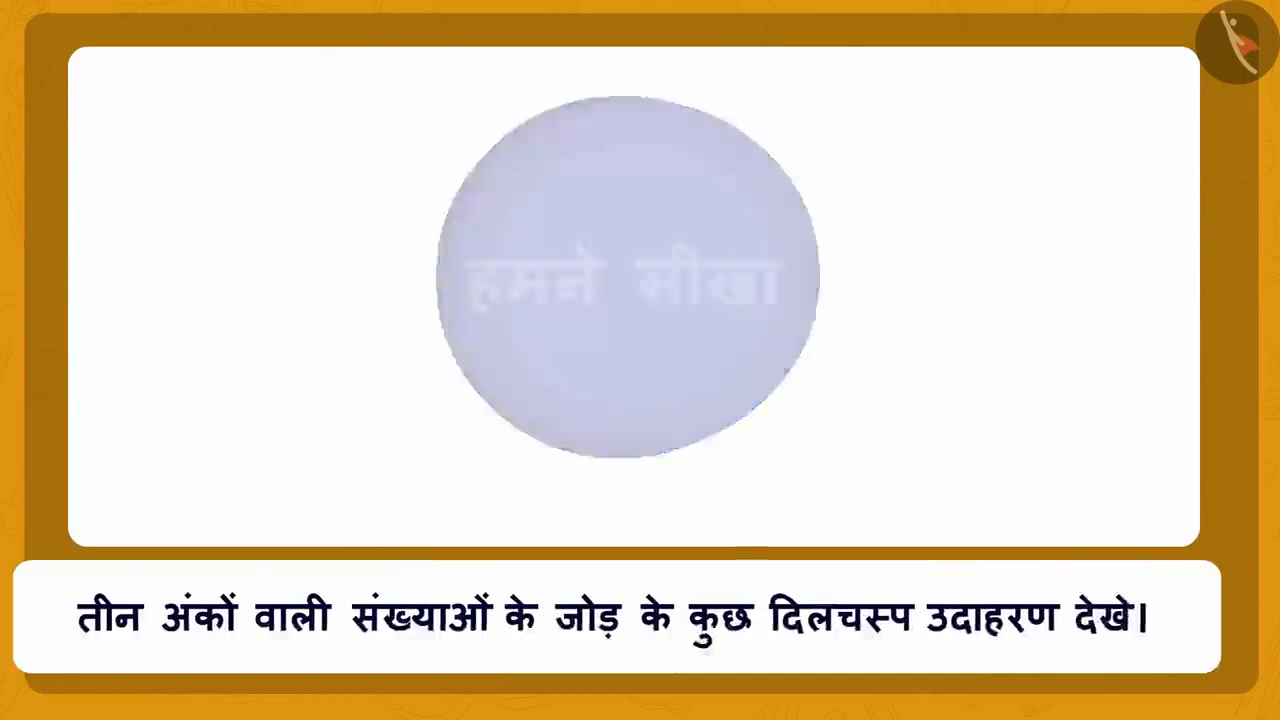 हमने सीखा
तीन अंकों वाली संख्याओं के जोड़ के कुछ दिलचस्प उदाहरण देखे।